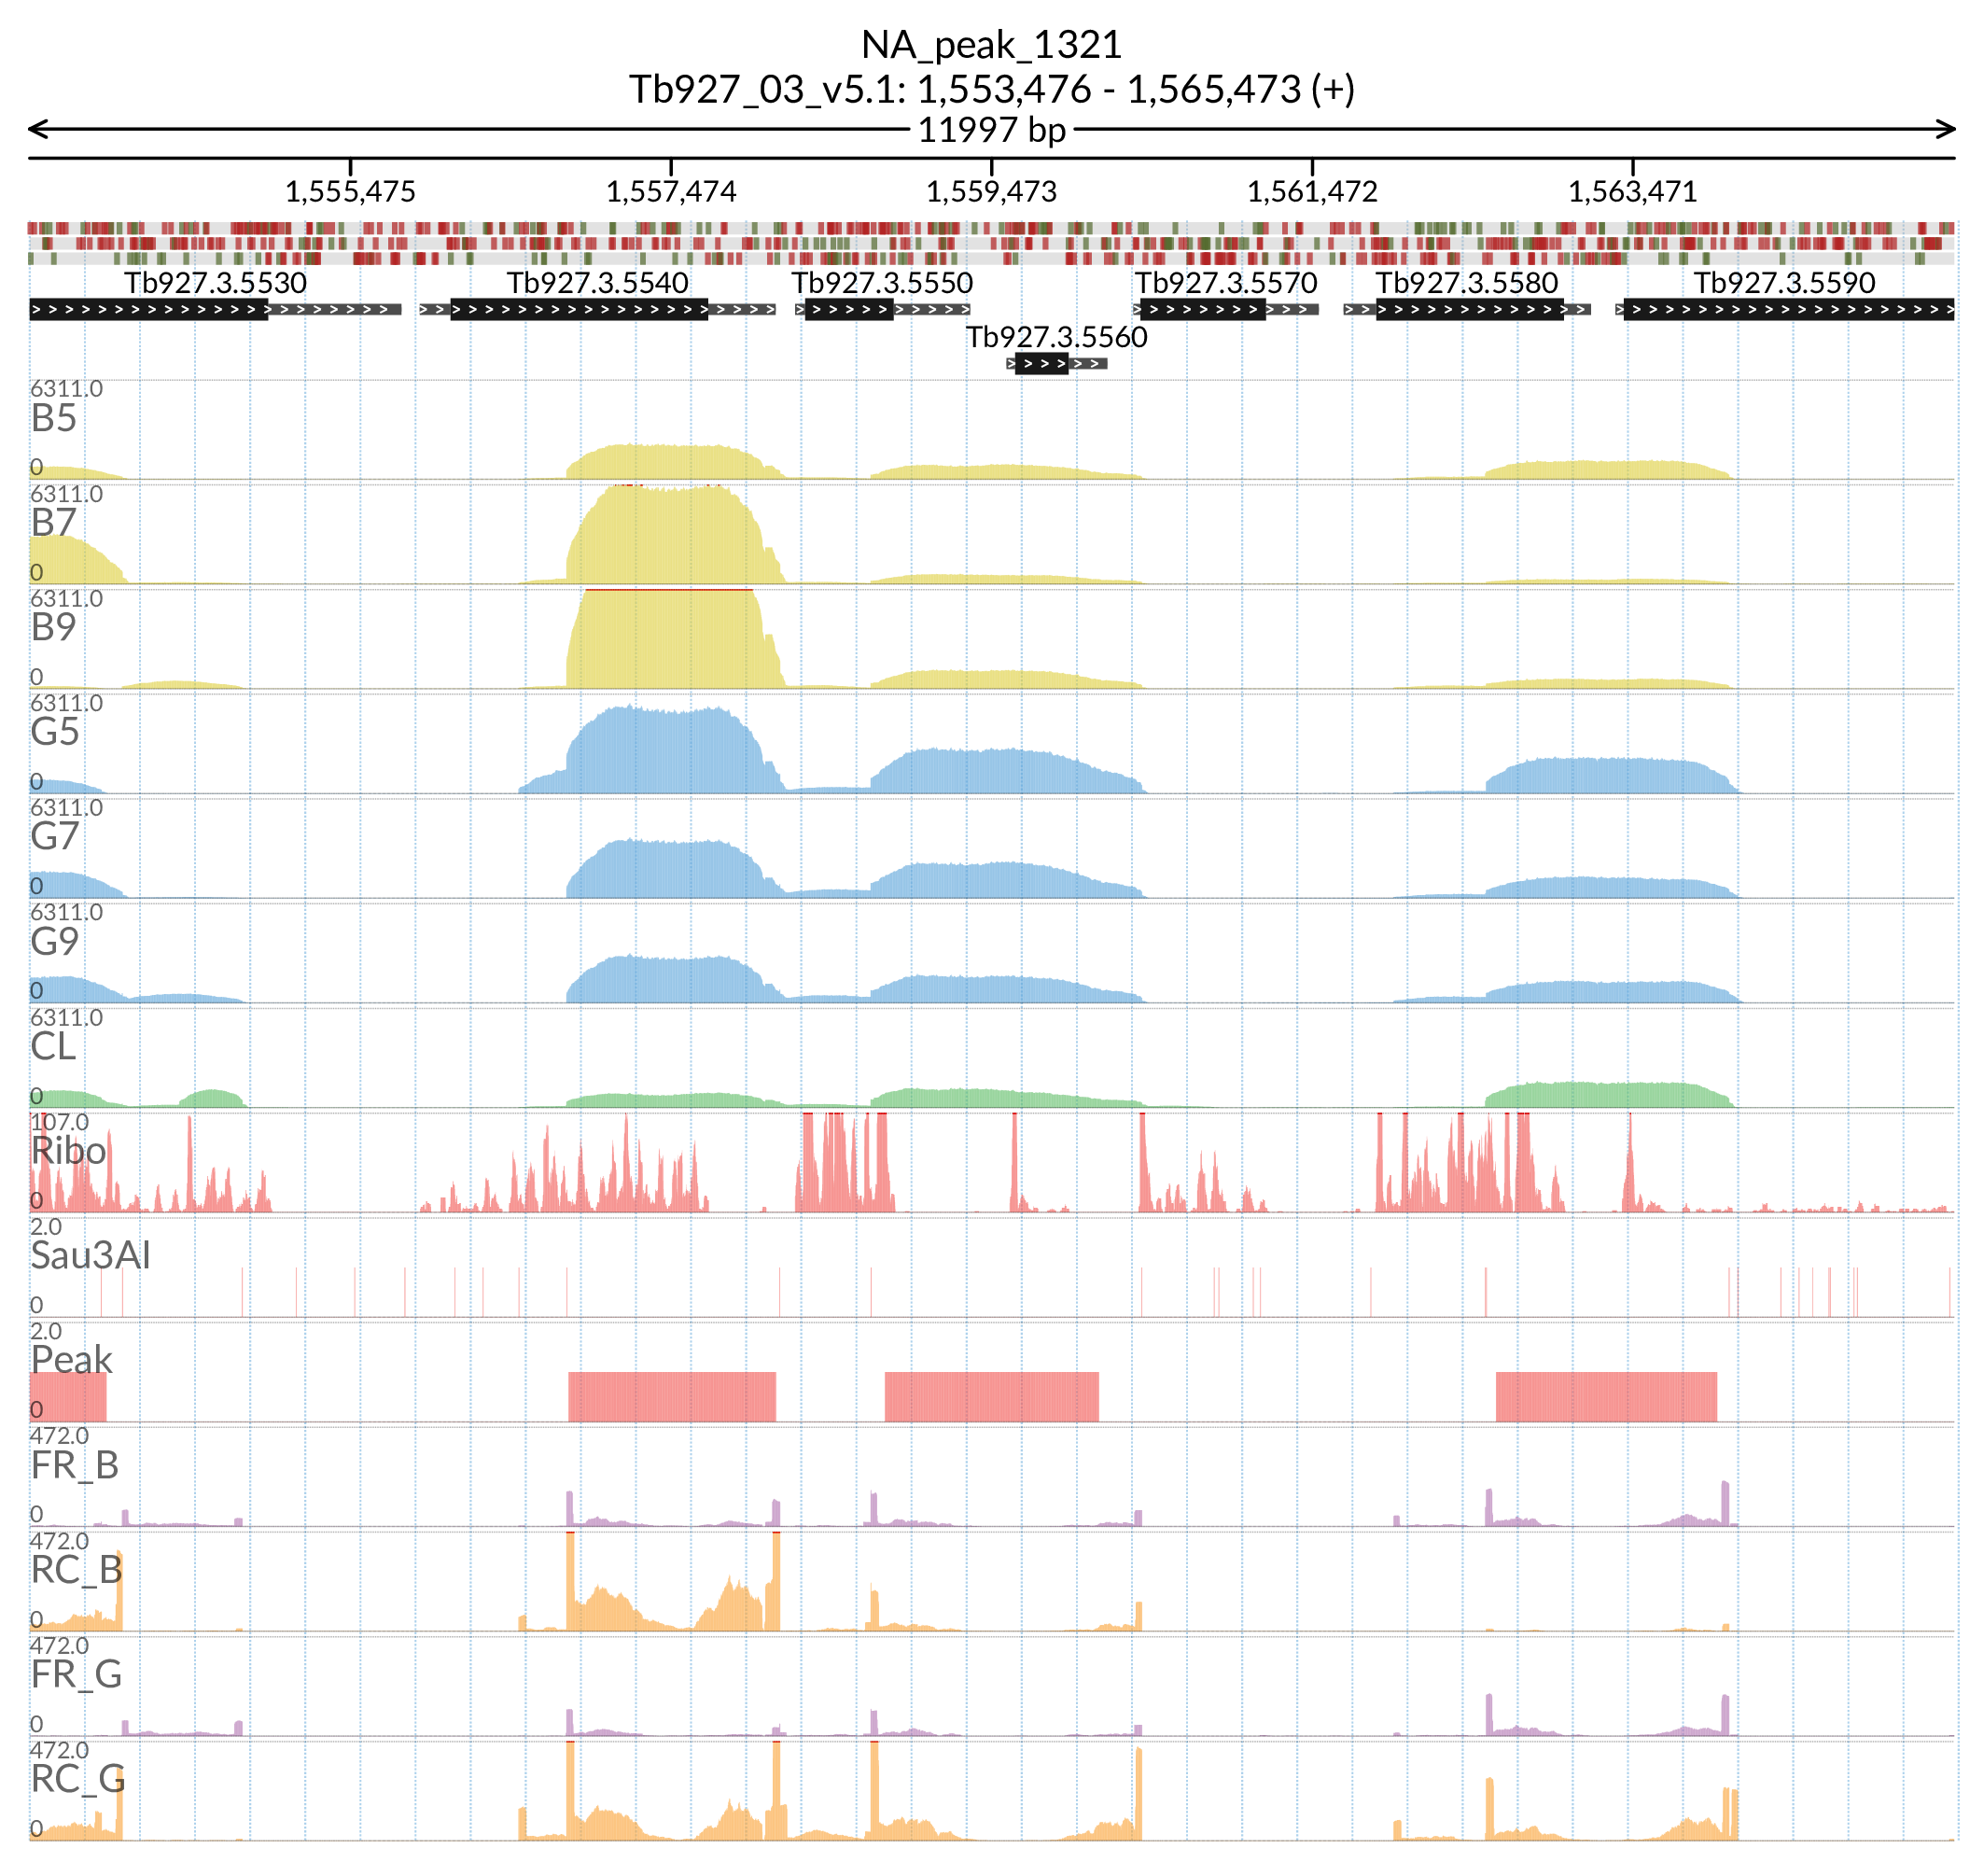 NA_peak_1321
Tb927_03_v5.1: 1,553,476 - 1,565,473 (+)
11997 bp
1,555,475 1,557,474 1,559,473 1,561,472 1,563,471
Tb927.3.5530 Tb927.3.5540 Tb927.3.5550 Tb927.3.5570 Tb927.3.5580 Tb927.3.5590
Tb927.3.5560
6311.0
B5
0
6311.0
B7
0
6311.0
B9
0
6311.0
G5
0
6311.0
G7
0
6311.0
G9
0
6311.0
CL
0
107.0
Ribo
0
2.0
Sau3AI
0
2.0
Peak
0
472.0
FR_B
0
472.0
RC_B
0
472.0
FR_G
0
472.0
RC_G
0